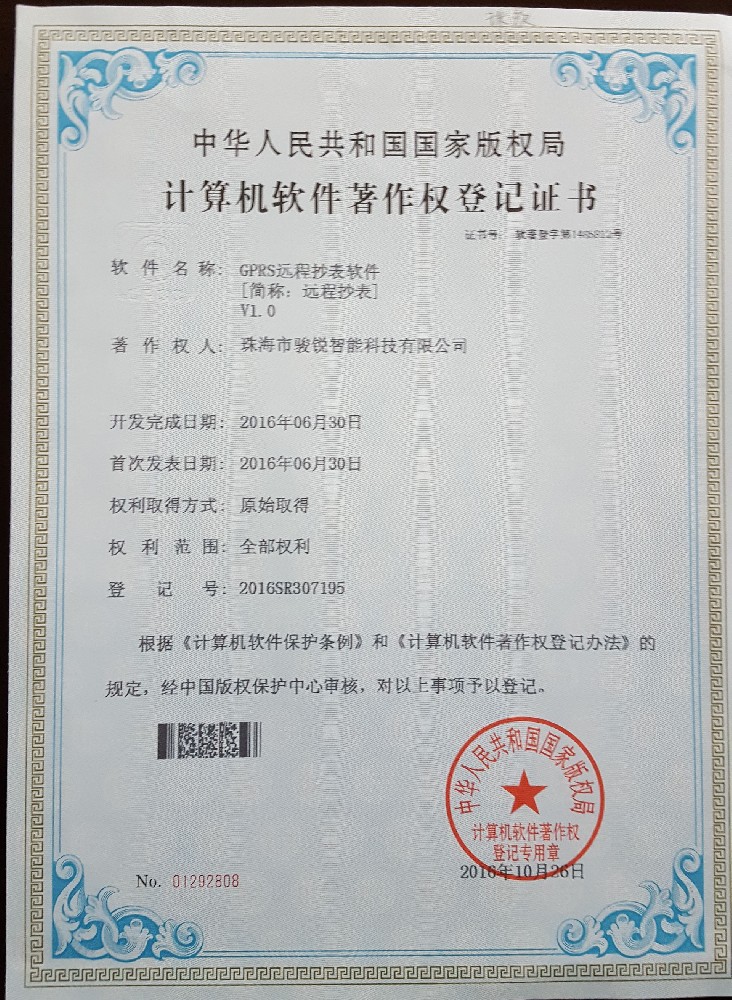 中华人民共和国国家版权局
计算机软件著作权登记证书
证书号: 软著登字第
软件名称: GPRS远程抄表软件
[简称：远程抄表]
V1.0
著作权人: 珠海市骏锐智能科技有限公司
开发完成日期: 2016年06月30日
首次发表日期: 2016年06月30日
权利取得方式: 原始取得
权利范围: 全部权利
登记号: 2016SR307195
根据《计算机软件保护条例》和《计算机软件著作权登记办法》的
规定，经中国版权保护中心审核，对以上事项予以登记。
中华人民共和国国家版权局
计算机软件著作权
登记专用章
2016年10月26日
No. 01292808